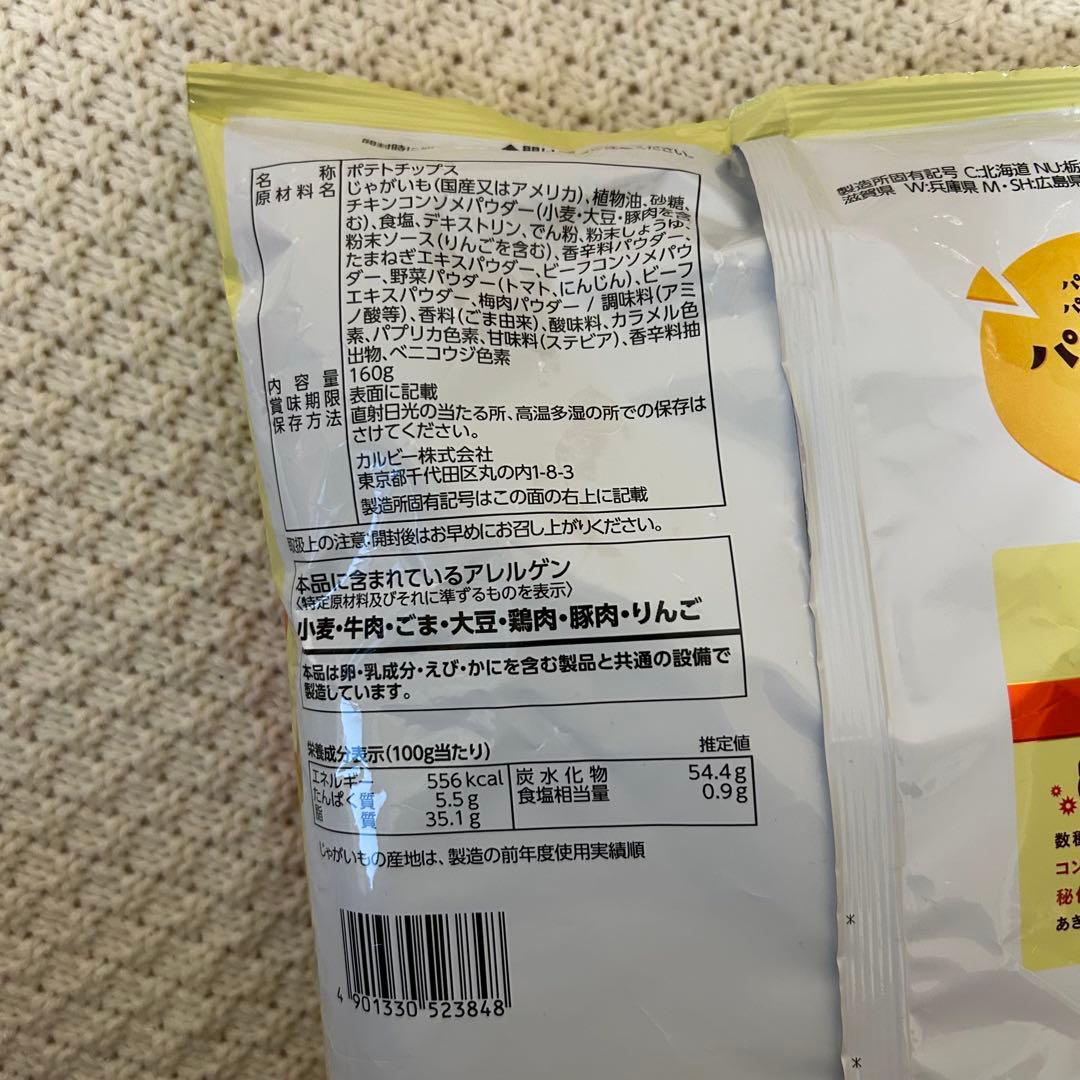 名称 ポテトチップス
原材料名 じゃがいも(国産又はアメリカ)、植物油、砂糖、
チキンコンソメパウダー(小麦・大豆・豚肉を含
む)、食塩、デキストリン、でん粉、粉末しょうゆ、
粉末ソース(りんごを含む)、香辛料パウダー、
たまねぎエキスパウダー、ビーフコンソメパウ
ダー、野菜パウダー(トマト、にんじん)、ビーフ
エキスパウダー、梅肉パウダー / 調味料(アミ
ノ酸等)、香料(ごま由来)、酸味料、カラメル色
素、パプリカ色素、甘味料(ステビア)、香辛料抽
出物、ベニコウジ色素
内容量 160g
賞味期限 表面に記載
保存方法 直射日光の当たる所、高温多湿の所での保存は
さけてください。
カルビー株式会社
東京都千代田区丸の内1-8-3
製造所固有記号はこの面の右上に記載
取扱上の注意:開封後はお早めにお召し上がりください。
本品に含まれているアレルゲン
〈特定原材料及びそれに準ずるものを表示〉
小麦・牛肉・ごま・大豆・鶏肉・豚肉・りんご
本品は卵・乳成分・えび・かにを含む製品と共通の設備で
製造しています。
栄養成分表示(100g当たり) 推定値
エネルギー 556kcal 炭水化物 54.4g
たんぱく質 5.5g 食塩相当量 0.9g
脂質 35.1g
じゃがいもの産地は、製造の前年度使用実績順
4 901330 523848
製造所固有記号 C:北海道 NU:栃
滋賀県 W:兵庫県 M・SH:広島県
パ
パ
パ
数種
コン
秘伝
あき